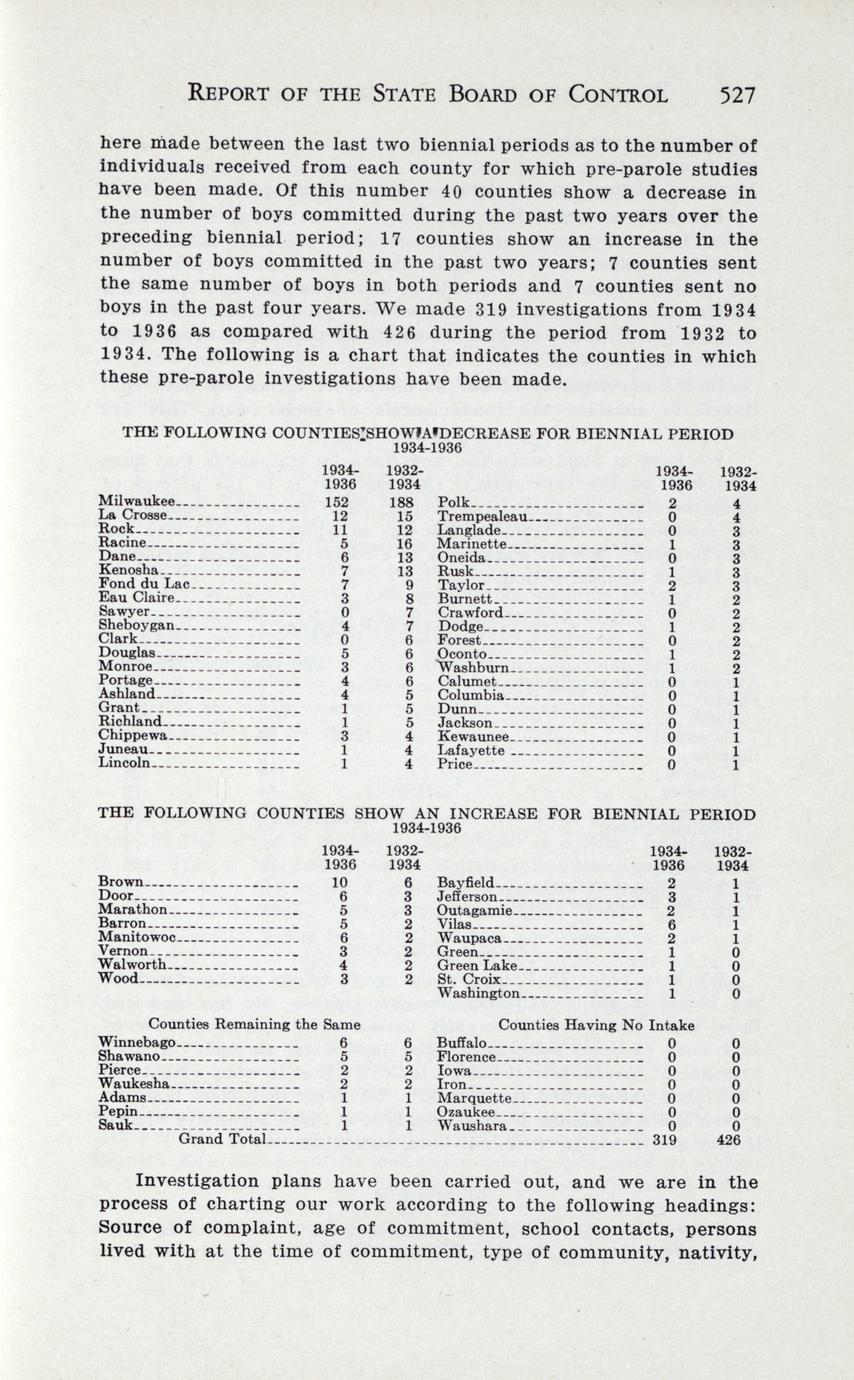 REPORT OF THE STATE BOARD OF CONTROL 527
here made between the last two biennial periods as to the number of
individuals received from each county for which pre-parole studies
have been made. Of this number 40 counties show a decrease in
the number of boys committed during the past two years over the
preceding biennial period; 17 counties show an increase in the
number of boys committed in the past two years; 7 counties sent
the same number of boys in both periods and 7 counties sent no
boys in the past four years. We made 319 investigations from 1934
to 1936 as compared with 426 during the period from 1932 to
1934. The following is a chart that indicates the counties in which
these pre-parole investigations have been made.
THE FOLLOWING COUNTIES SHOW A DECREASE FOR BIENNIAL PERIOD
1934-1936
1934- 1932- 1934- 1932-
1936 1934 1936 1934
Milwaukee 152 188 Polk 2 4
La Crosse 12 15 Trempealeau 0 4
Rock 11 12 Langlade 0 3
Racine 5 16 Marinette 1 3
Dane 6 13 Oneida 0 3
Kenosha 7 13 Rusk 1 3
Fond du Lac 7 9 Taylor 2 3
Eau Claire 3 8 Burnett 1 2
Sawyer 0 7 Crawford 0 2
Sheboygan 4 7 Dodge 1 2
Clark 0 6 Forest 0 2
Douglas 5 6 Oconto 1 2
Monroe 3 6 Washburn 1 2
Portage 4 6 Calumet 0 1
Ashland 4 5 Columbia 0 1
Grant 1 5 Dunn 0 1
Richland 1 5 Jackson 0 1
Chippewa 3 4 Kewaunee 0 1
Juneau 1 4 Lafayette 0 1
Lincoln 1 4 Price 0 1
THE FOLLOWING COUNTIES SHOW AN INCREASE FOR BIENNIAL PERIOD
1934-1936
1934- 1932- 1934- 1932-
1936 1934 1936 1934
Brown 10 6 Bayfield 2 1
Door 6 3 Jefferson 3 1
Marathon 5 3 Outagamie 2 1
Barron 5 2 Vilas 6 1
Manitowoc 6 2 Waupaca 2 1
Vernon 3 2 Green 1 0
Walworth 4 2 Green Lake 1 0
Wood 3 2 St. Croix 1 0
Washington 1 0
Counties Remaining the Same Counties Having No Intake
Winnebago 6 6 Buffalo 0 0
Shawano 5 5 Florence 0 0
Pierce 2 2 Iowa 0 0
Waukesha 2 2 Iron 0 0
Adams 1 1 Marquette 0 0
Pepin 1 1 Ozaukee 0 0
Sauk 1 1 Waushara 0 0
Grand Total 319 426
Investigation plans have been carried out, and we are in the
process of charting our work according to the following headings:
Source of complaint, age of commitment, school contacts, persons
lived with at the time of commitment, type of community, nativity,